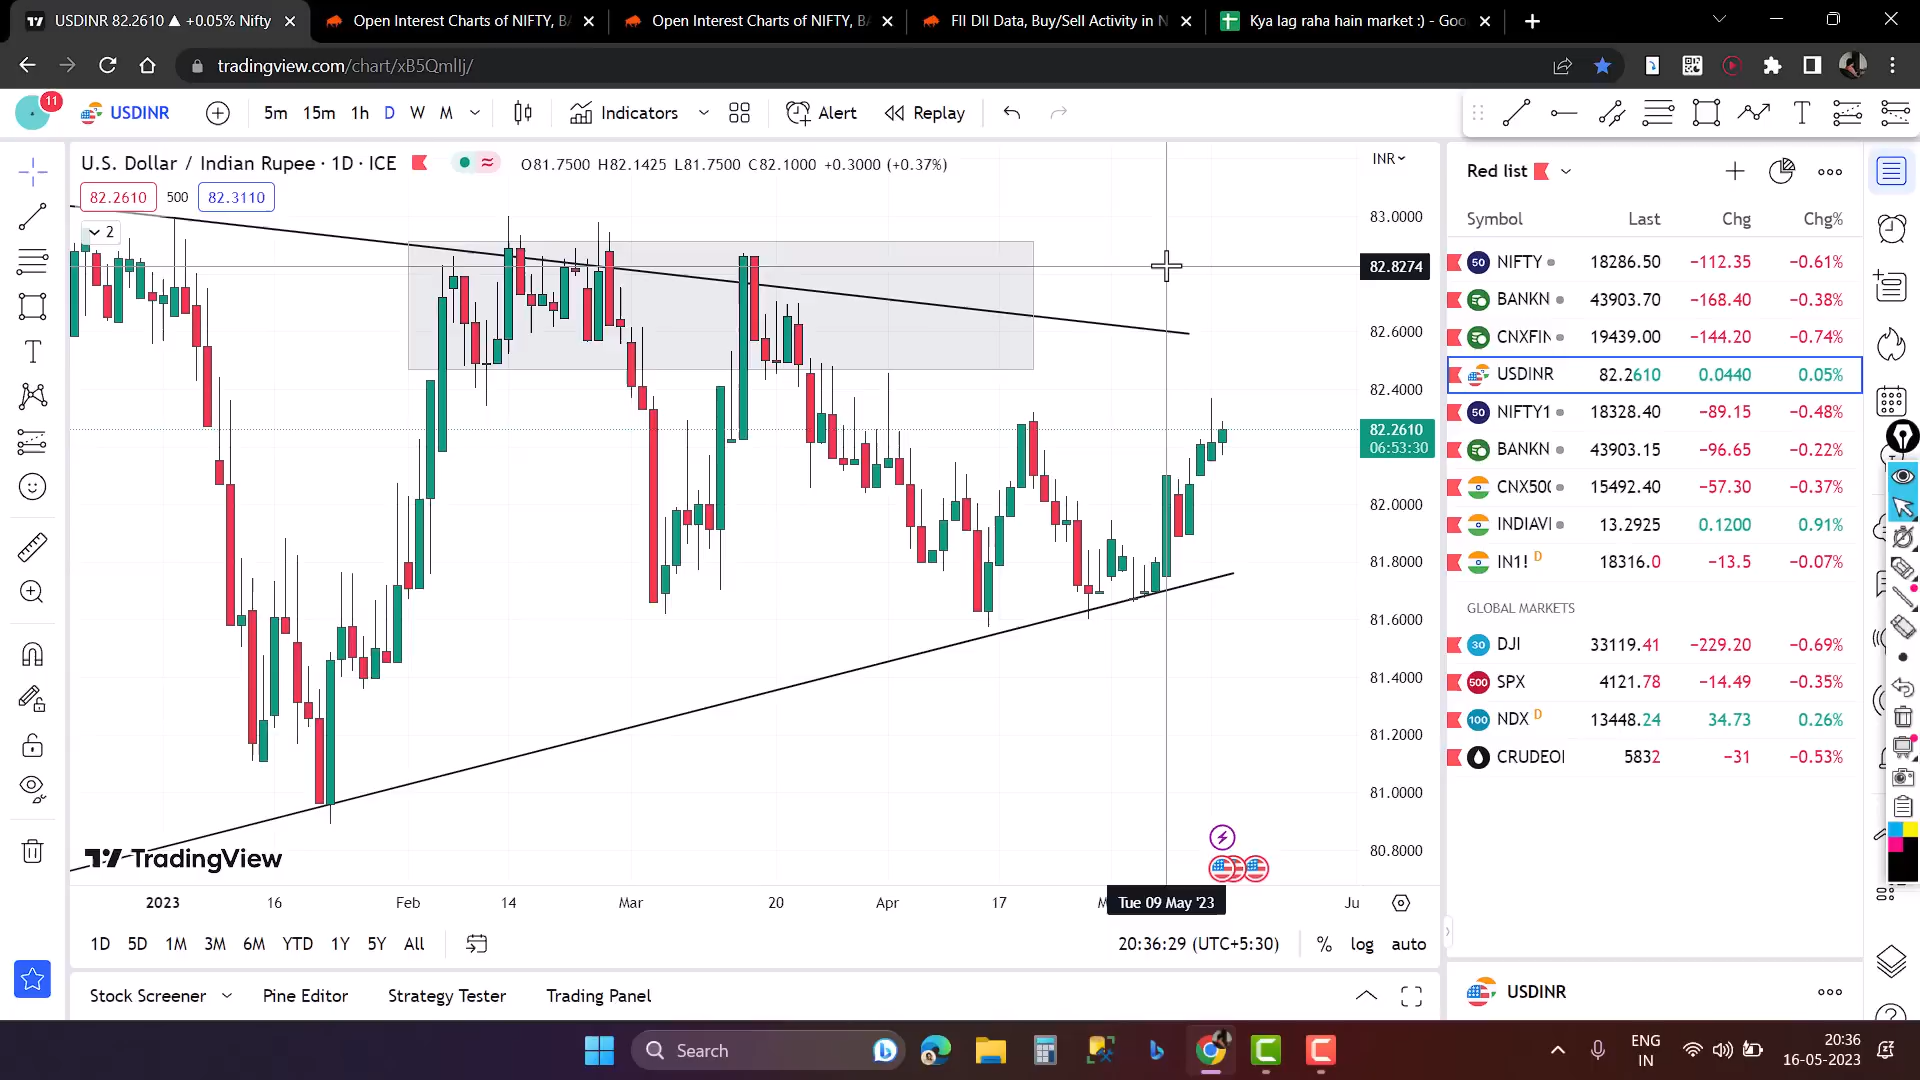 USDINR 82.2610 ▲ +0.05% Nifty
Open Interest Charts of NIFTY, BA
Open Interest Charts of NIFTY, BA
FII DII Data, Buy/Sell Activity in N
Kya lag raha hain market :) - Goo
tradingview.com/chart/xB5QmlIj/
11
USDINR
5m 15m 1h D W M
Indicators
Alert
Replay
U.S. Dollar / Indian Rupee · 1D · ICE
O81.7500 H82.1425 L81.7500 C82.1000 +0.3000 (+0.37%)
INR
82.2610 500 82.3110
2
83.0000
82.8274
82.6000
82.4000
82.2610
06:53:30
82.0000
81.8000
81.6000
81.4000
81.2000
81.0000
80.8000
TradingView
2023 16 Feb 14 Mar 20 Apr 17 Tue 09 May '23 Ju
1D 5D 1M 3M 6M YTD 1Y 5Y All
20:36:29 (UTC+5:30) % log auto
Stock Screener Pine Editor Strategy Tester Trading Panel
Red list
Symbol Last Chg Chg%
50 NIFTY 18286.50 −112.35 −0.61%
BANKN 43903.70 −168.40 −0.38%
CNXFIN 19439.00 −144.20 −0.74%
USDINR 82.2610 0.0440 0.05%
50 NIFTY1 18328.40 −89.15 −0.48%
BANKN 43903.15 −96.65 −0.22%
CNX500 15492.40 −57.30 −0.37%
INDIAVI 13.2925 0.1200 0.91%
IN1! D 18316.0 −13.5 −0.07%
GLOBAL MARKETS
30 DJI 33119.41 −229.20 −0.69%
500 SPX 4121.78 −14.49 −0.35%
100 NDX D 13448.24 34.73 0.26%
CRUDEOI 5832 −31 −0.53%
USDINR
Search
ENG
IN
20:36
16-05-2023